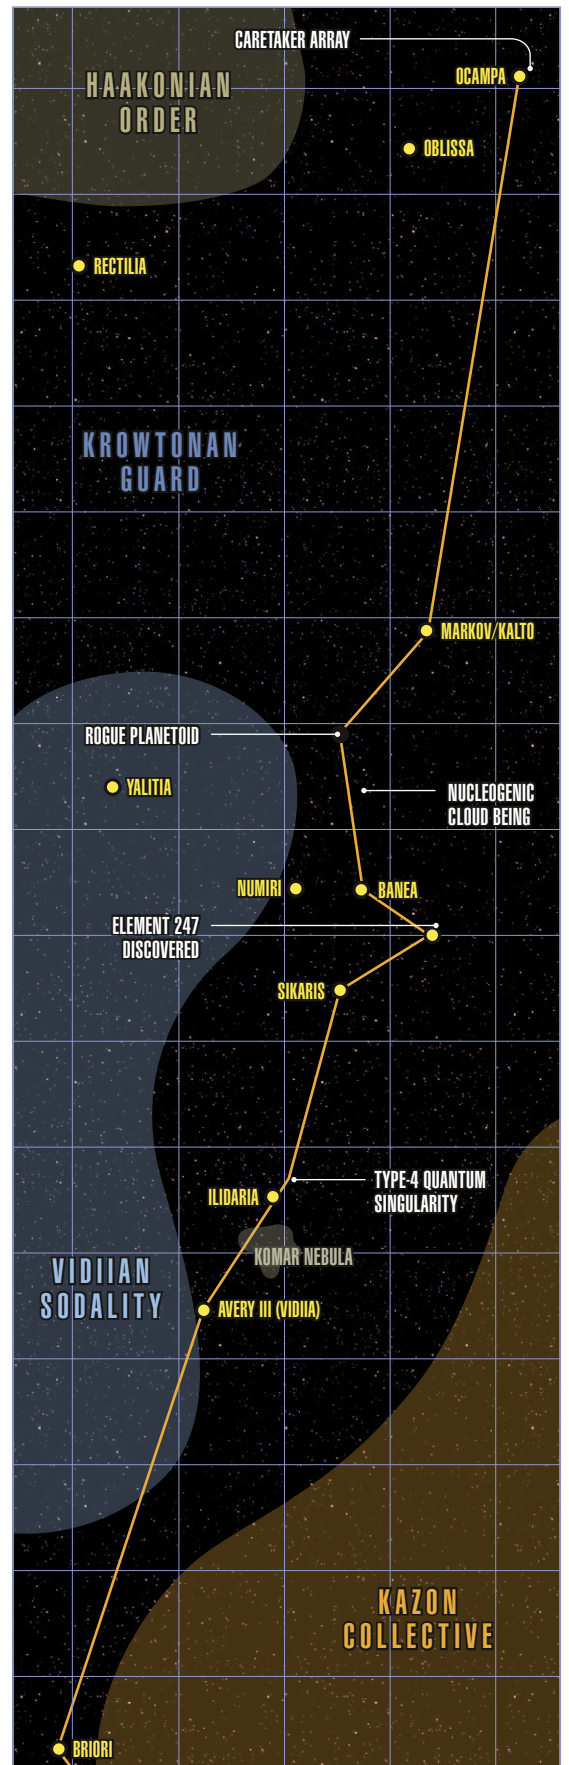 CARETAKER ARRAY
OCAMPA
HAAKONIAN
ORDER
OBLISSA
RECTILIA
KROWTONAN
GUARD
MARKOV/KALTO
ROGUE PLANETOID
YALITIA
NUCLEOGENIC
CLOUD BEING
NUMIRI
BANEA
ELEMENT 247
DISCOVERED
SIKARIS
TYPE-4 QUANTUM
SINGULARITY
ILIDARIA
KOMAR NEBULA
VIDIIAN
SODALITY
AVERY III (VIDIIA)
KAZON
COLLECTIVE
BRIORI